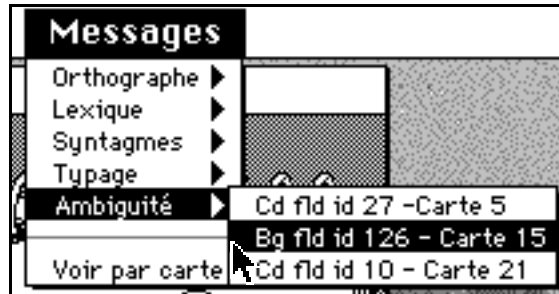 Messages
Orthographe
Lexique
Syntagmes
Typage
Ambiguité
Cd fld id 27 -Carte 5
Bg fld id 126 - Carte 15
Voir par carte
Cd fld id 10 - Carte 21